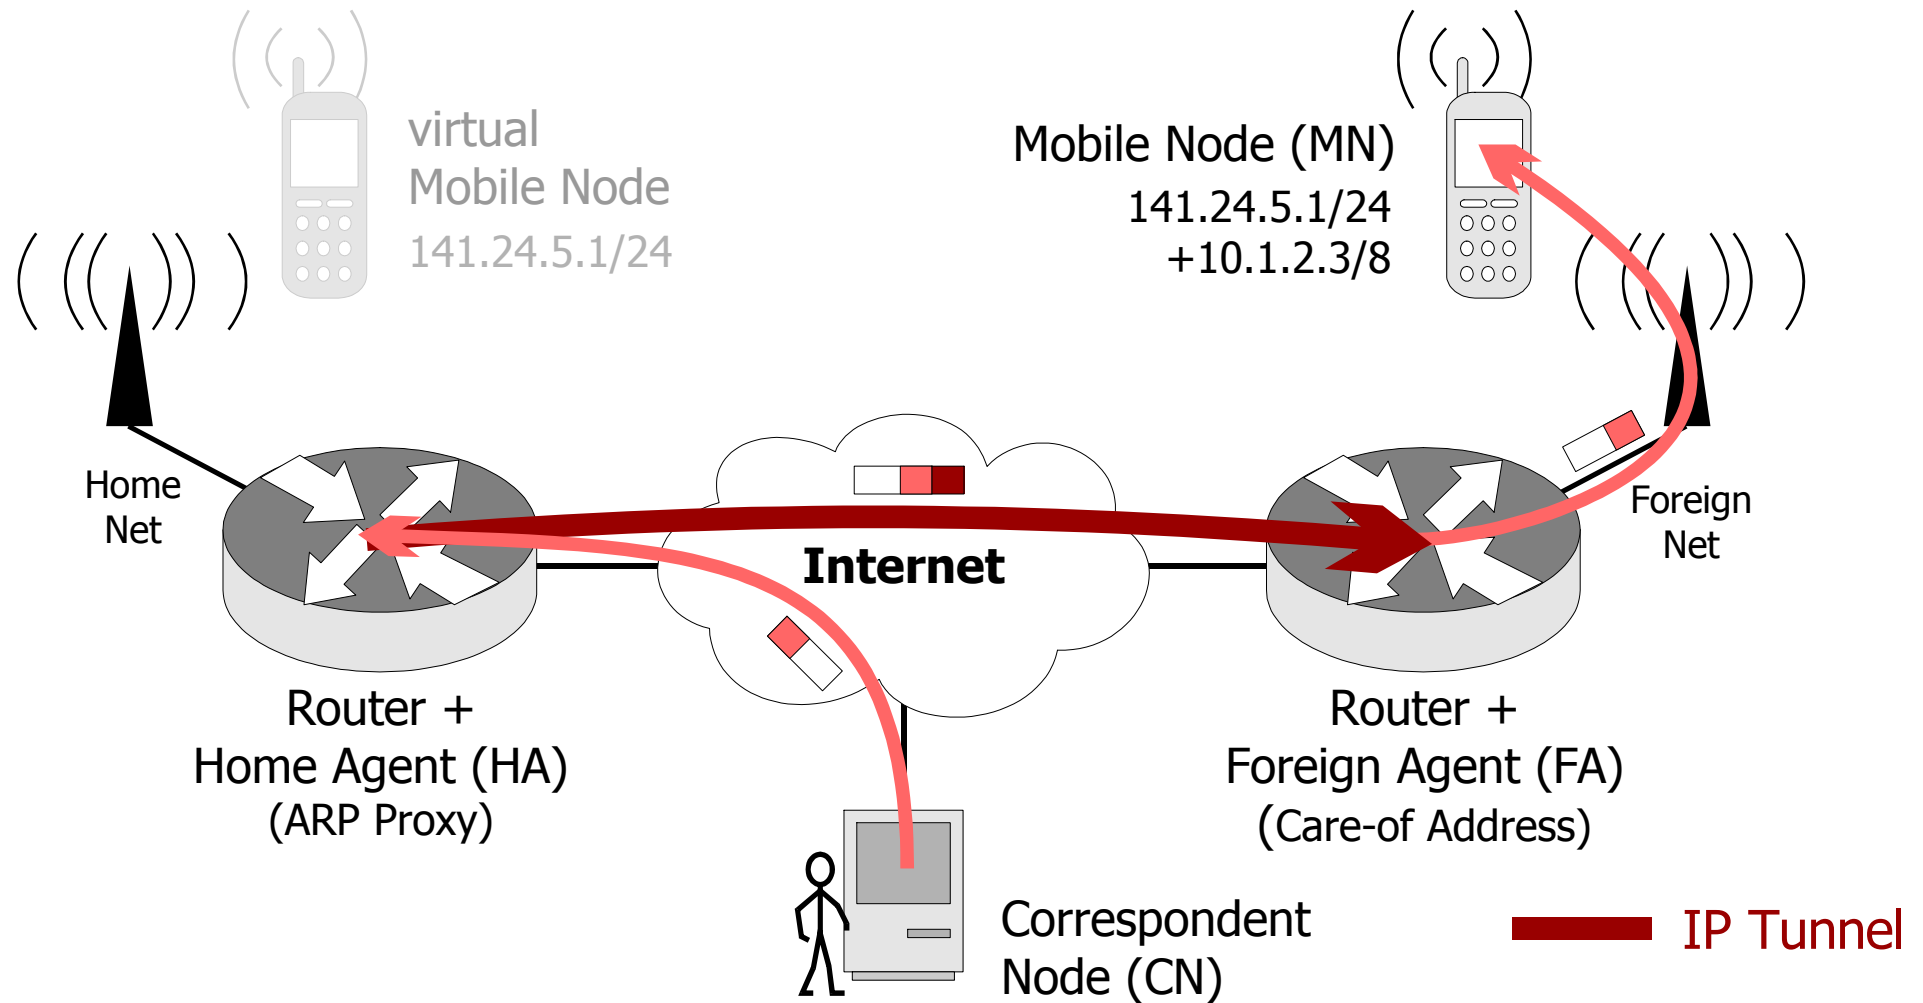 virtual
Mobile Node
141.24.5.1/24
Mobile Node (MN)
141.24.5.1/24
+10.1.2.3/8
Home
Net
Internet
Foreign
Net
Router +
Home Agent (HA)
(ARP Proxy)
Router +
Foreign Agent (FA)
(Care-of Address)
Correspondent
Node (CN)
IP Tunnel